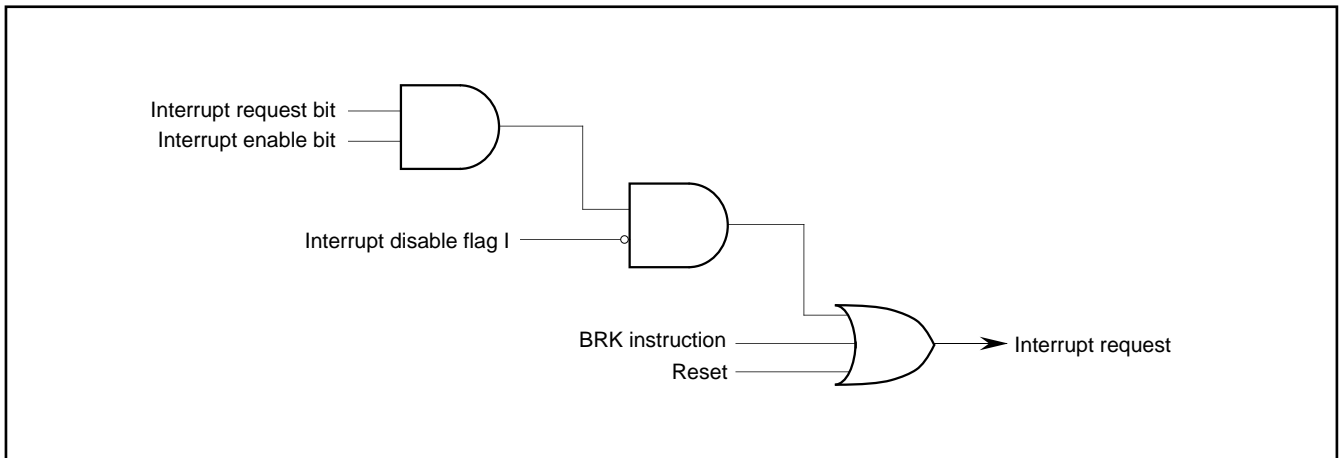 Interrupt request bit
Interrupt enable bit
Interrupt disable flag I
BRK instruction
Reset
Interrupt request